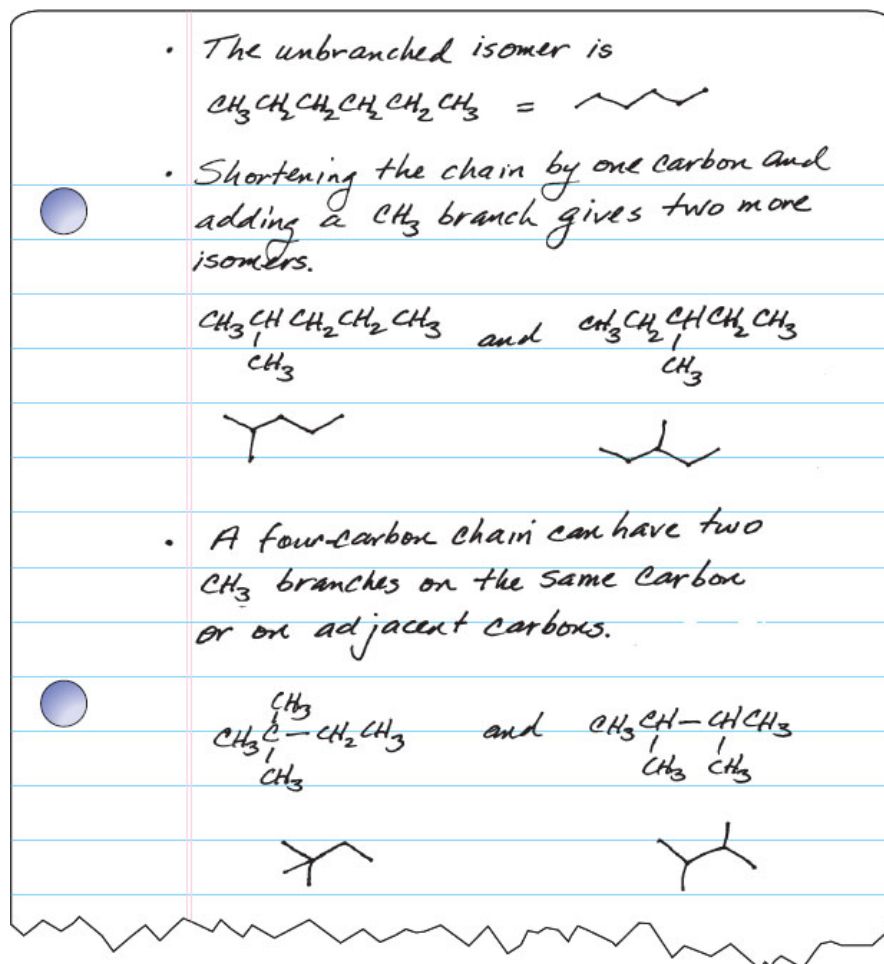 · The unbranched isomer is
CH₃CH₂CH₂CH₂CH₂CH₃ =
· Shortening the chain by one carbon and
adding a CH₃ branch gives two more
isomers.
CH₃CHCH₂CH₂CH₃ and CH₃CH₂CHCH₂CH₃
CH₃ CH₃
· A four-carbon chain can have two
CH₃ branches on the same carbon
or on adjacent carbons.
CH₃
CH₃C–CH₂CH₃ and CH₃CH–CHCH₃
CH₃ CH₃ CH₃